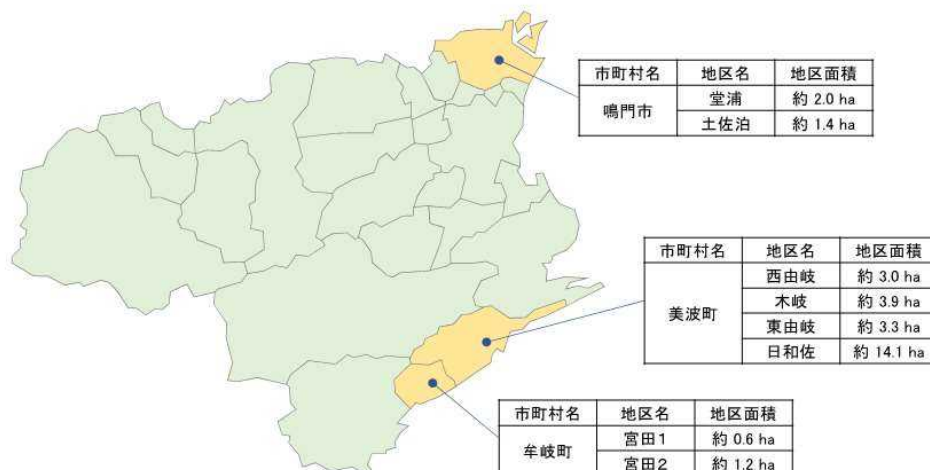 市町村名 地区名 地区面積
鳴門市 堂浦 約 2.0 ha
土佐泊 約 1.4 ha
市町村名 地区名 地区面積
美波町 西由岐 約 3.0 ha
木岐 約 3.9 ha
東由岐 約 3.3 ha
日和佐 約 14.1 ha
市町村名 地区名 地区面積
牟岐町 宮田1 約 0.6 ha
宮田2 約 1.2 ha